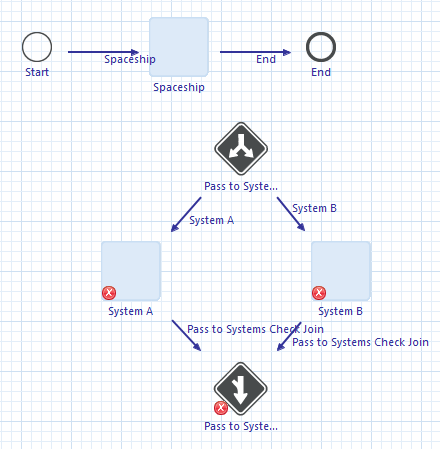 Spaceship
End
Start
Spaceship
End
Pass to Syste...
System A
System B
System A
System B
Pass to Systems Check Join
Pass to Systems Check Join
Pass to Syste...